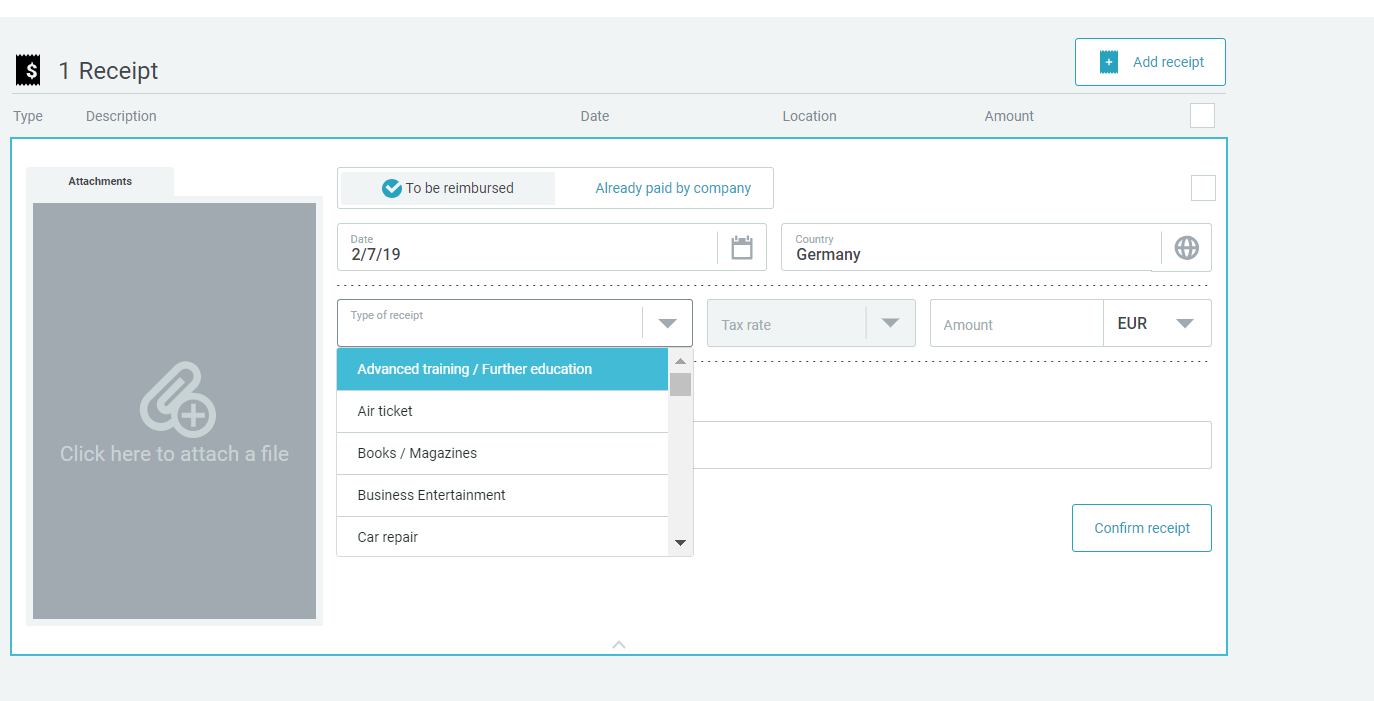 $ 1 Receipt
+ Add receipt
Type Description Date Location Amount
Attachments
To be reimbursed Already paid by company
Date
2/7/19
Country
Germany
Type of receipt
Tax rate
Amount
EUR
Advanced training / Further education
Air ticket
Books / Magazines
Business Entertainment
Car repair
Click here to attach a file
Confirm receipt